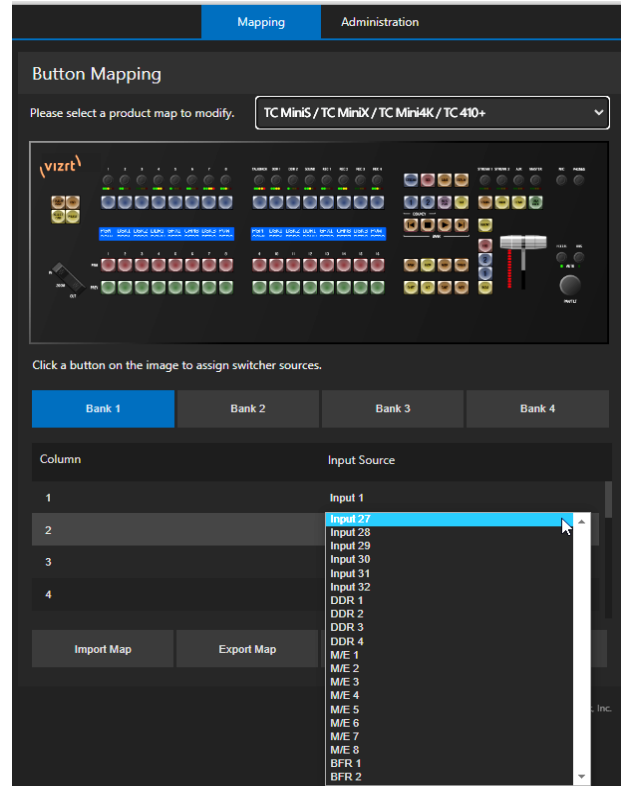 Mapping
Administration
Button Mapping
Please select a product map to modify.
TC MiniS / TC MiniX / TC Mini4K / TC 410+
vizrt
Click a button on the image to assign switcher sources.
Bank 1
Bank 2
Bank 3
Bank 4
Column
Input Source
1
Input 1
2
3
4
Input 27
Input 28
Input 29
Input 30
Input 31
Input 32
DDR 1
DDR 2
DDR 3
DDR 4
M/E 1
M/E 2
M/E 3
M/E 4
M/E 5
M/E 6
M/E 7
M/E 8
BFR 1
BFR 2
Import Map
Export Map
Inc.